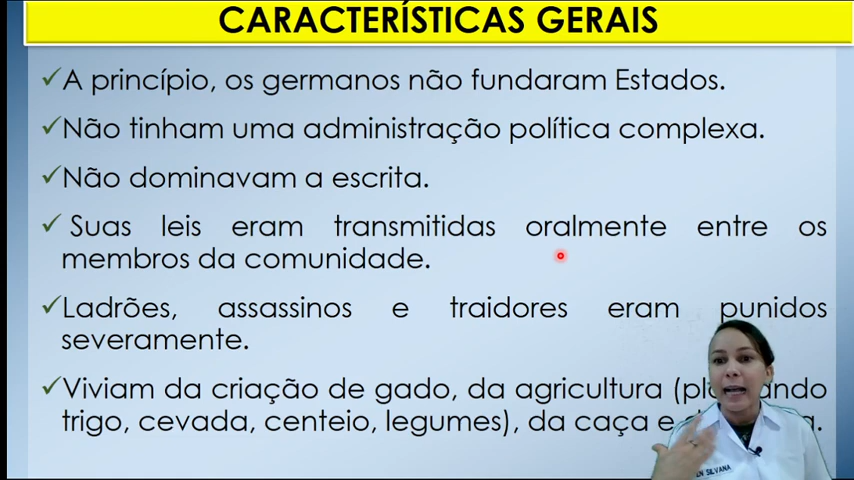 CARACTERÍSTICAS GERAIS
✓A princípio, os germanos não fundaram Estados.
✓Não tinham uma administração política complexa.
✓Não dominavam a escrita.
✓ Suas leis eram transmitidas oralmente entre os
membros da comunidade.
✓Ladrões, assassinos e traidores eram punidos
severamente.
✓Viviam da criação de gado, da agricultura
trigo, cevada, centeio, legumes), da caça e
SILVANA